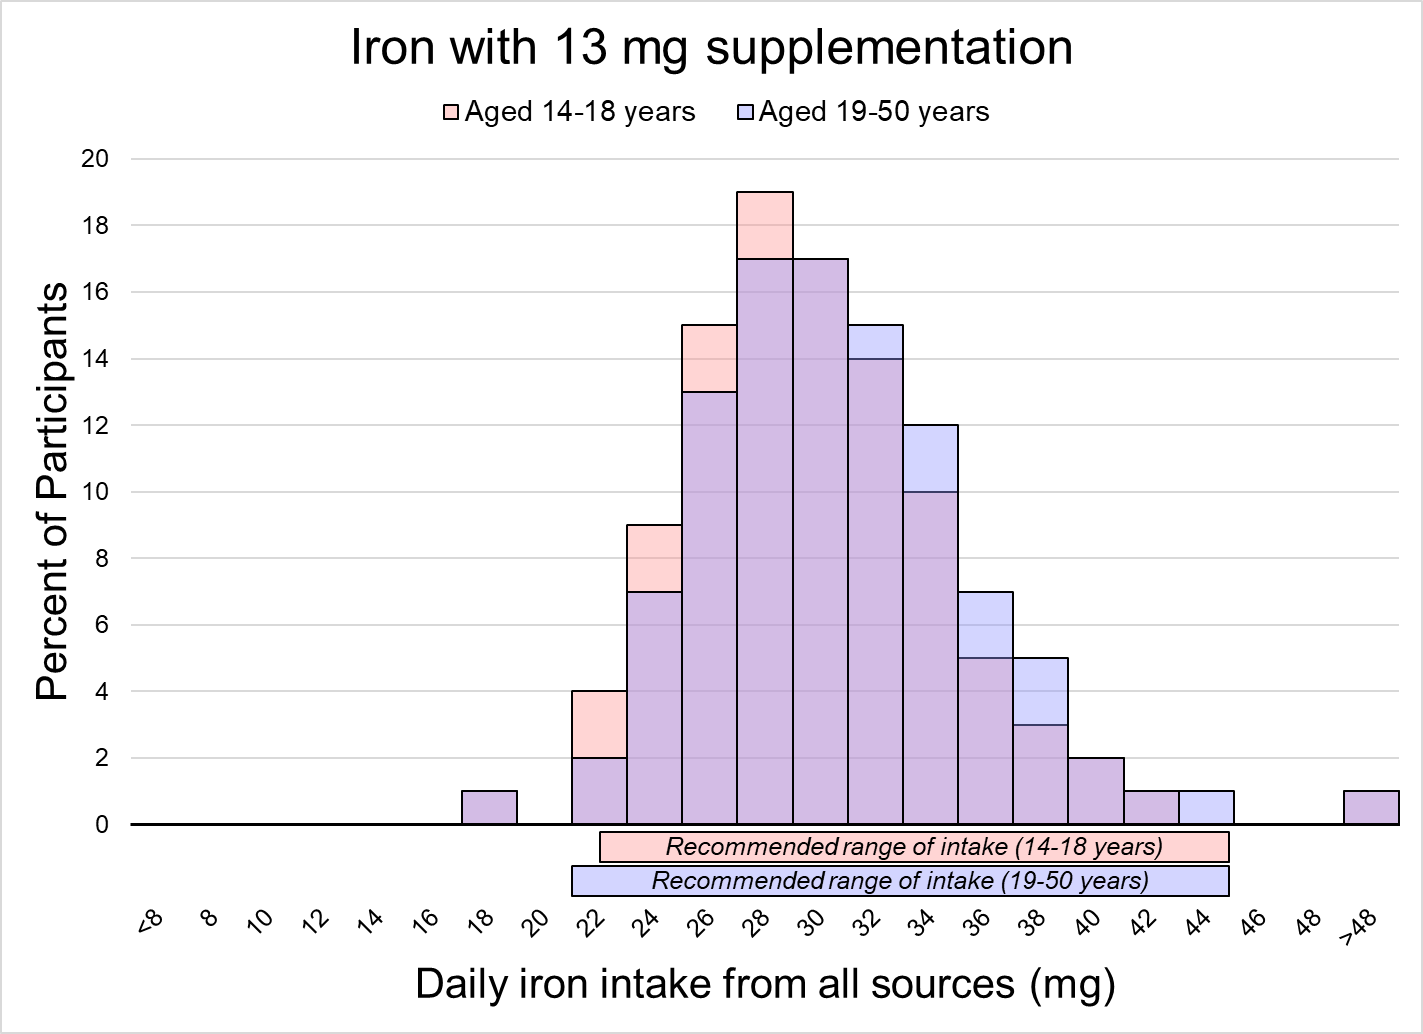 Iron with 13 mg supplementation
Aged 14-18 years Aged 19-50 years
20
18
16
14
12
10
8
6
4
2
0
Percent of Participants
Recommended range of intake (14-18 years)
Recommended range of intake (19-50 years)
<8 8 10 12 14 16 18 20 22 24 26 28 30 32 34 36 38 40 42 44 46 48 >48
Daily iron intake from all sources (mg)